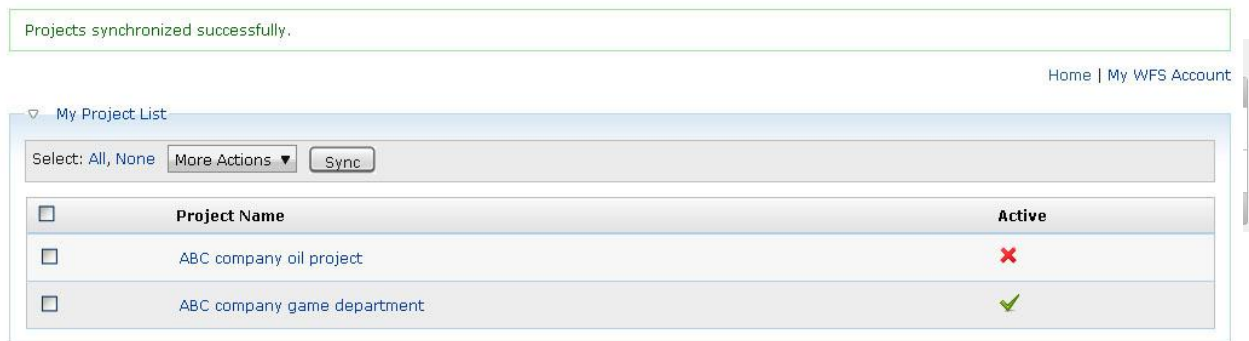 Projects synchronized successfully.
Home | My WFS Account
My Project List
Select: All, None More Actions ▼ Sync
Project Name Active
ABC company oil project
ABC company game department